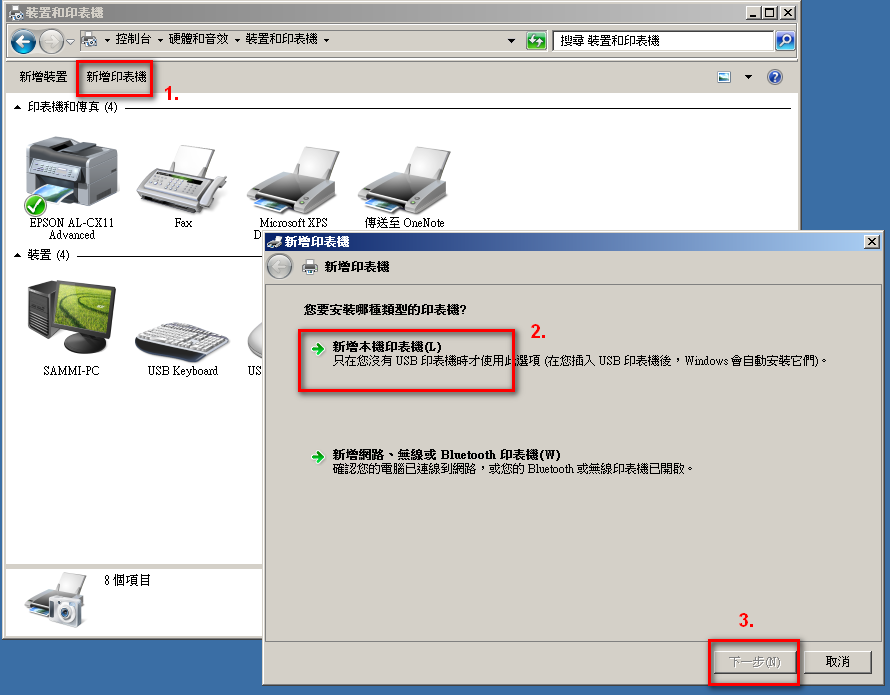 裝置和印表機
控制台 硬體和音效 裝置和印表機
搜尋 裝置和印表機
新增裝置 新增印表機
1.
印表機和傳真 (4)
EPSON AL-CX11
Advanced
Fax
Microsoft XPS
D
傳送至 OneNote
裝置 (4)
SAMMI-PC
USB Keyboard
US
8 個項目
新增印表機
新增印表機
您要安裝哪種類型的印表機?
2.
新增本機印表機(L)
只在您沒有 USB 印表機時才使用此選項 (在您插入 USB 印表機後，Windows 會自動安裝它們)。
新增網路、無線或 Bluetooth 印表機(W)
確認您的電腦已連線到網路，或您的 Bluetooth 或無線印表機已開啟。
3.
下一步(N) 取消